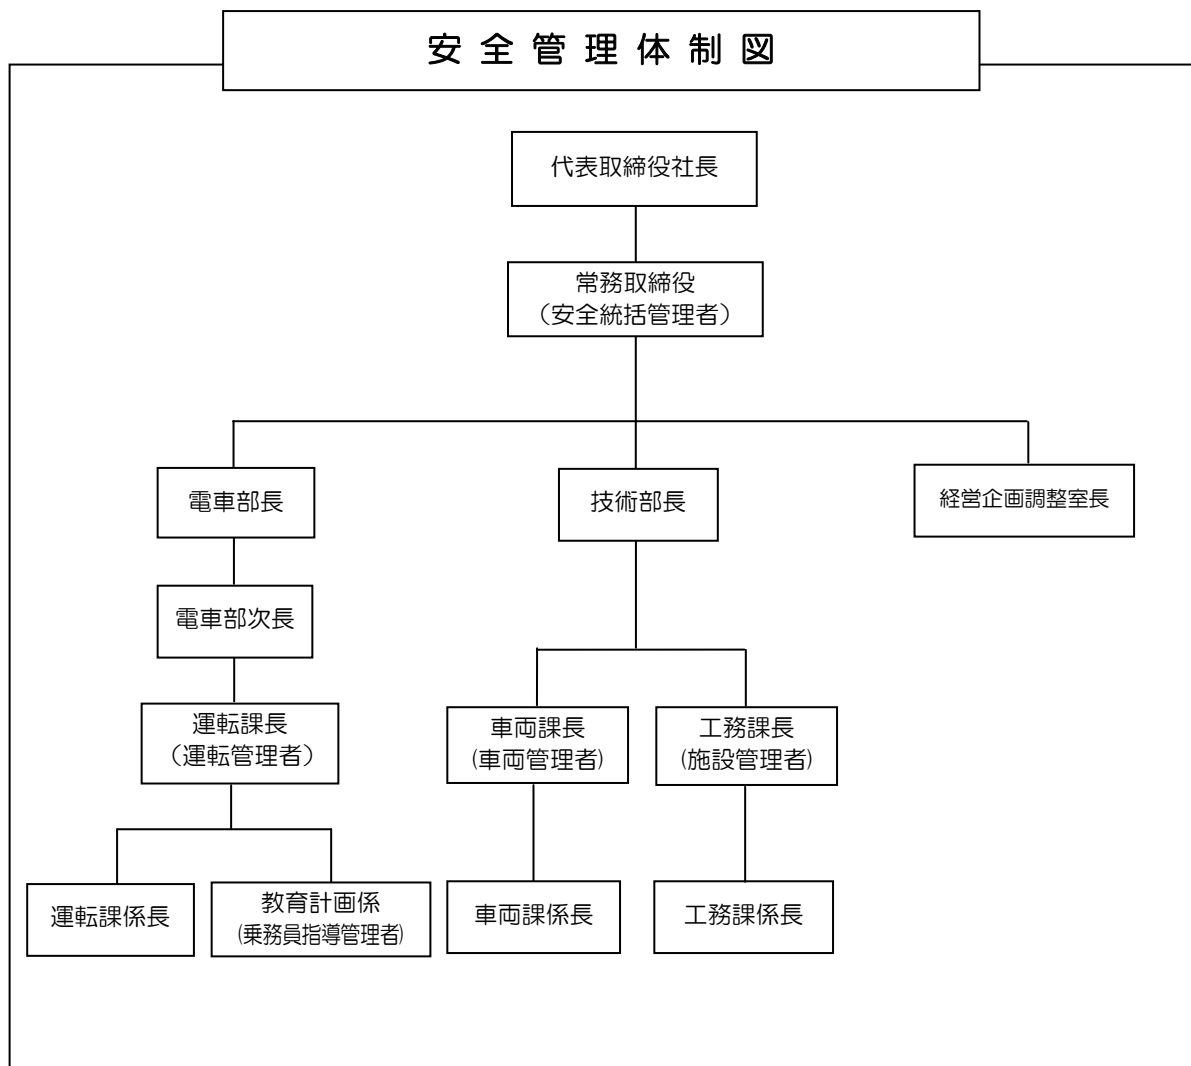 安全管理体制図
代表取締役社長
常務取締役
（安全統括管理者）
電車部長
技術部長
経営企画調整室長
電車部次長
運転課長
（運転管理者）
車両課長
(車両管理者)
工務課長
(施設管理者)
運転課係長
教育計画係
(乗務員指導管理者)
車両課係長
工務課係長